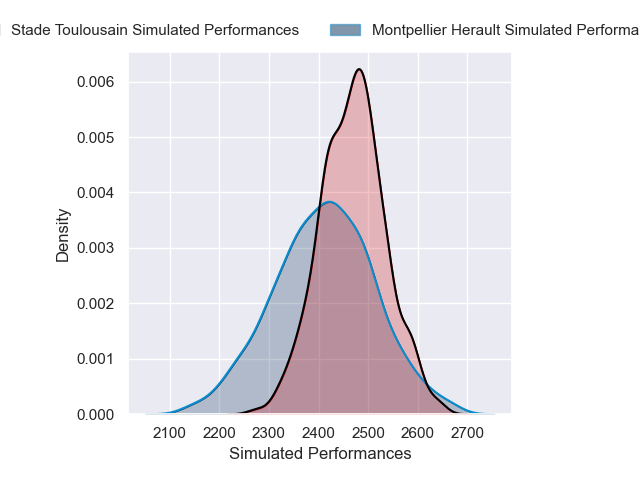 Stade Toulousain Simulated Performances Montpellier Herault Simulated Performa
0.006
0.005
0.004
0.003
0.002
0.001
0.000
Density
2100 2200 2300 2400 2500 2600 2700
Simulated Performances